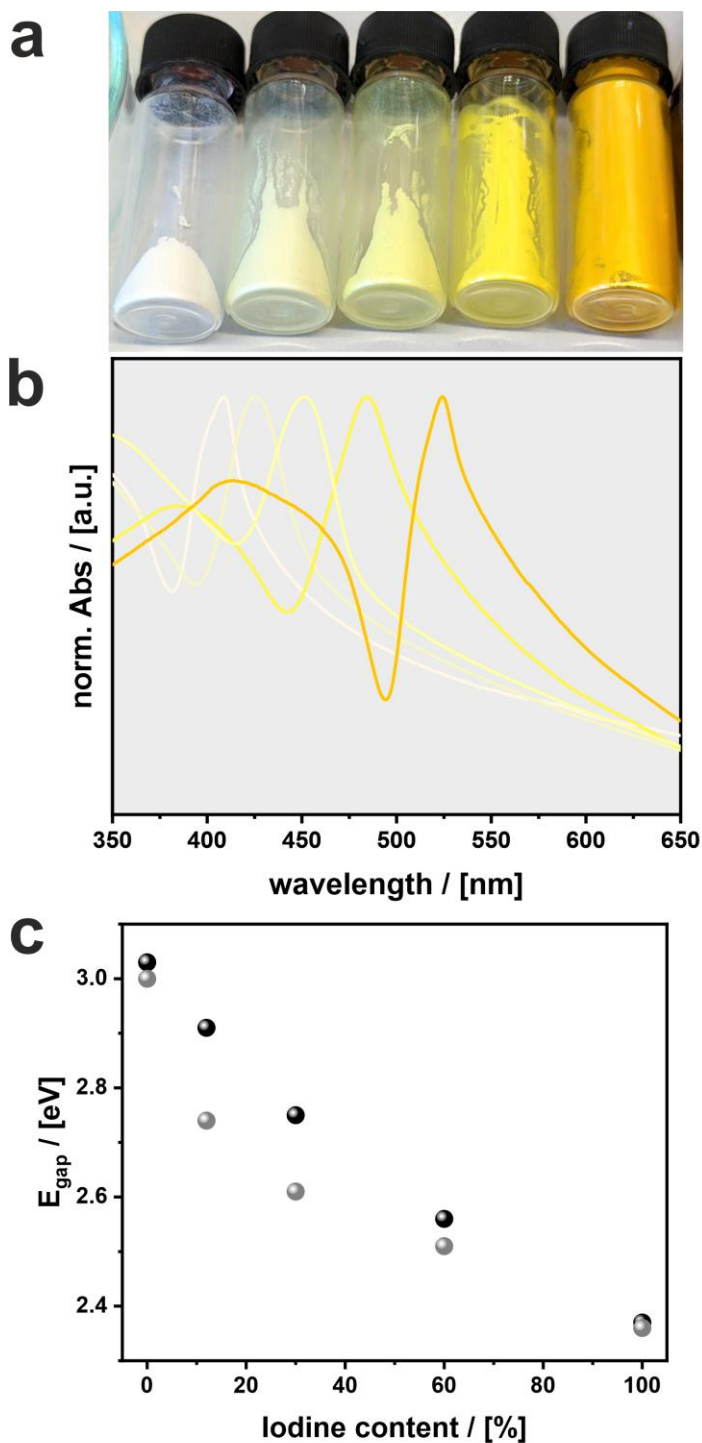 a
b
norm. Abs / [a.u.]
350 400 450 500 550 600 650
wavelength / [nm]
c
E_gap / [eV]
3.0
2.8
2.6
2.4
0 20 40 60 80 100
Iodine content / [%]